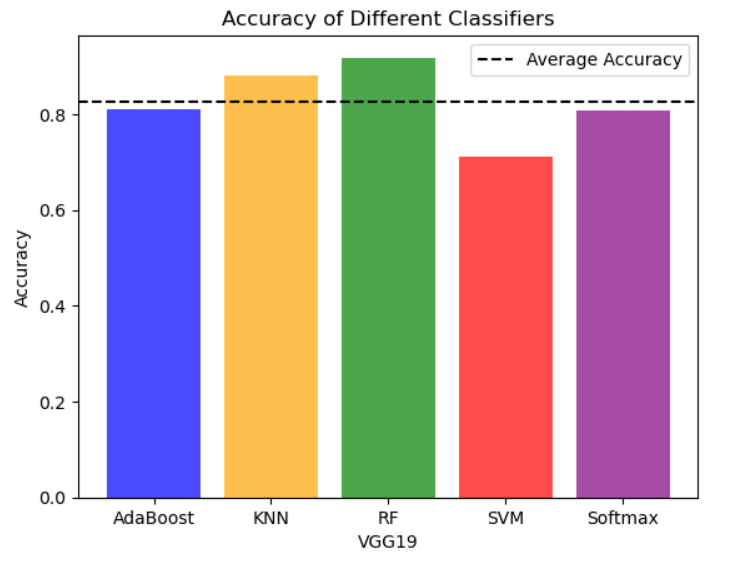 Accuracy of Different Classifiers
Average Accuracy
Accuracy
0.8
0.6
0.4
0.2
0.0
AdaBoost KNN RF SVM Softmax
VGG19